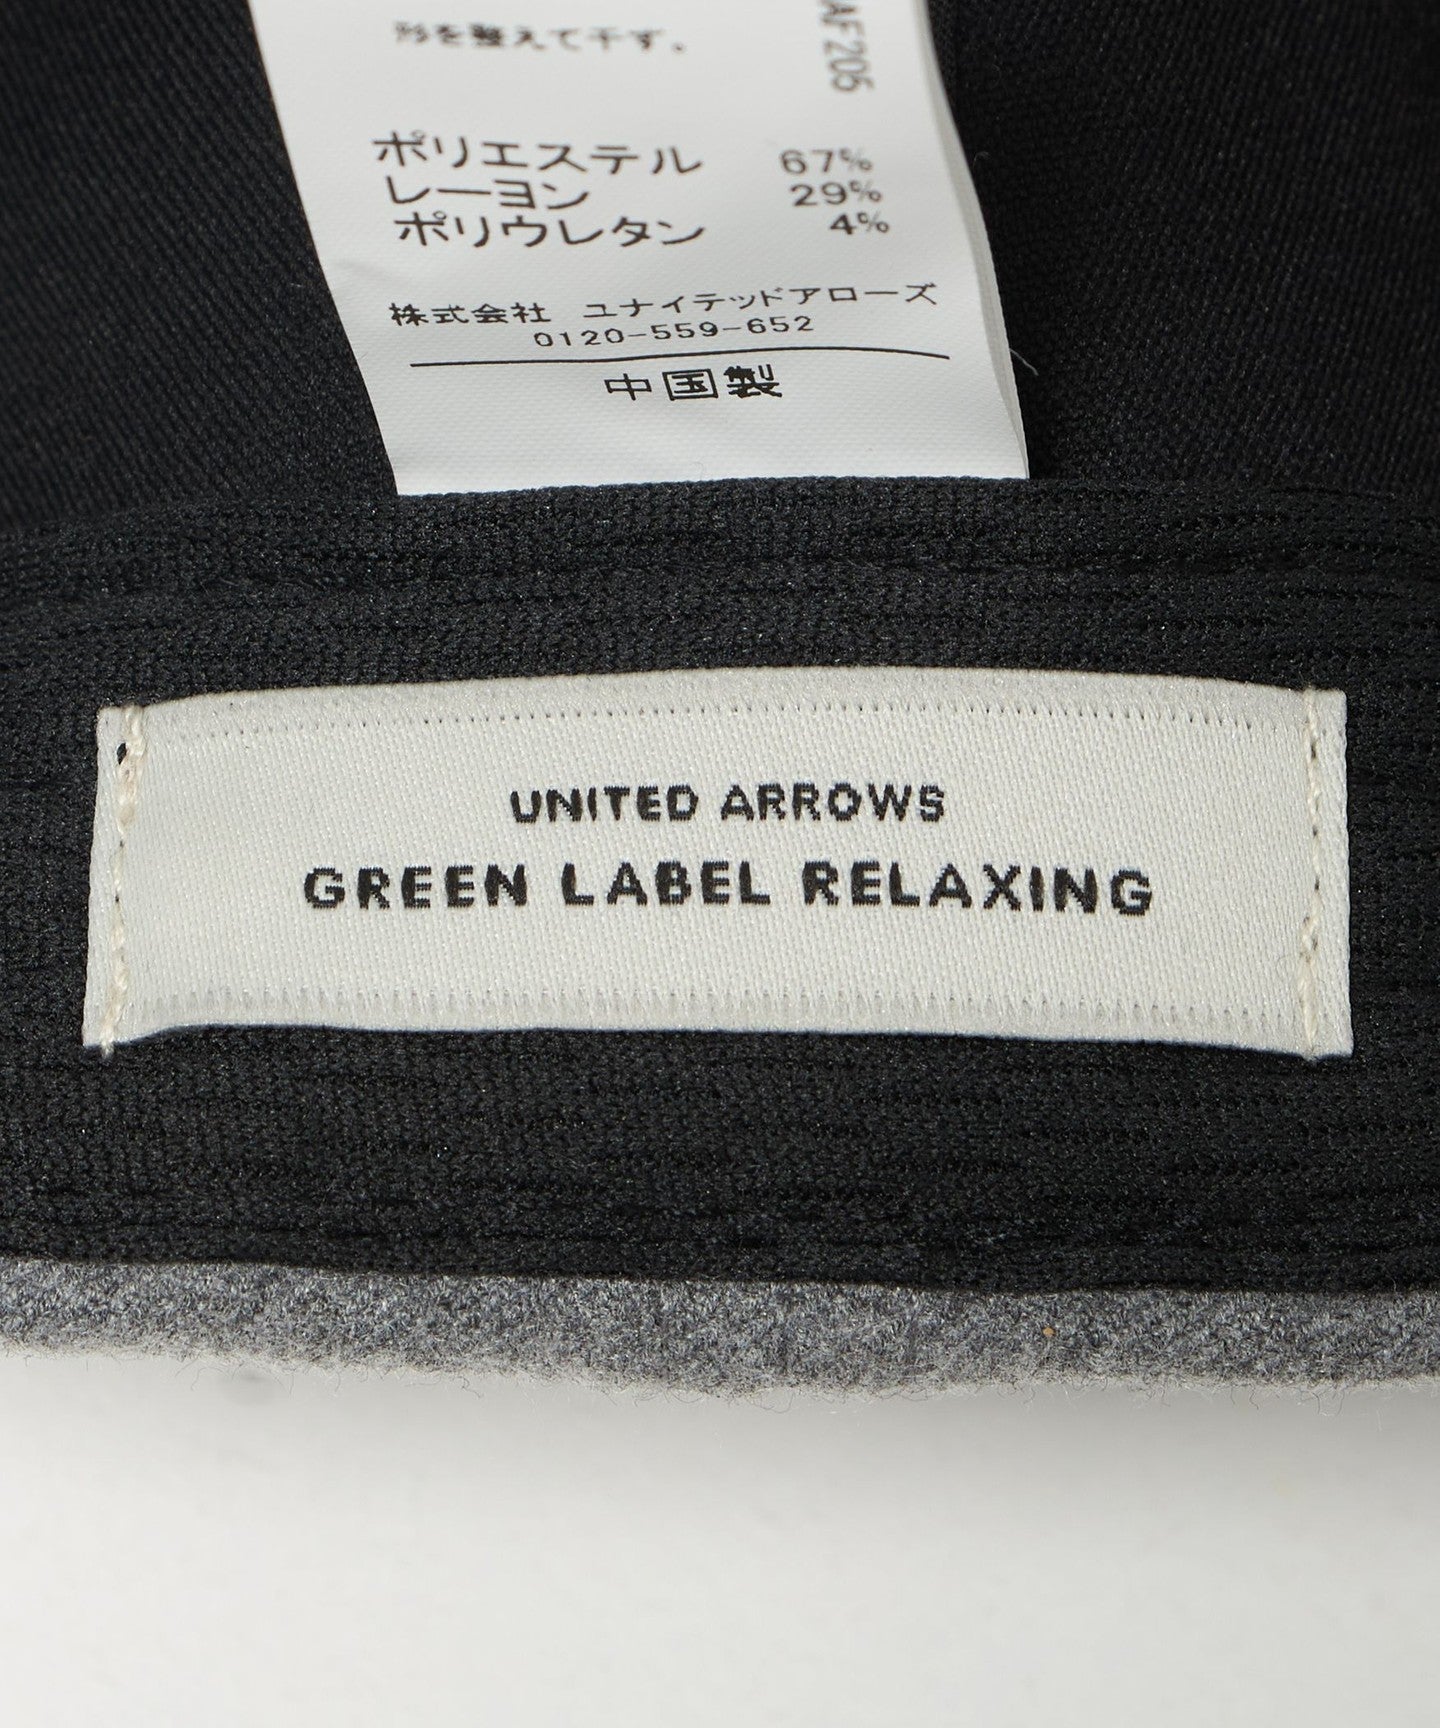 形を整えて干す。
AF205
ポリエステル 67%
レーヨン 29%
ポリウレタン 4%
株式会社 ユナイテッドアローズ
0120-559-652
中国製
UNITED ARROWS
GREEN LABEL RELAXING